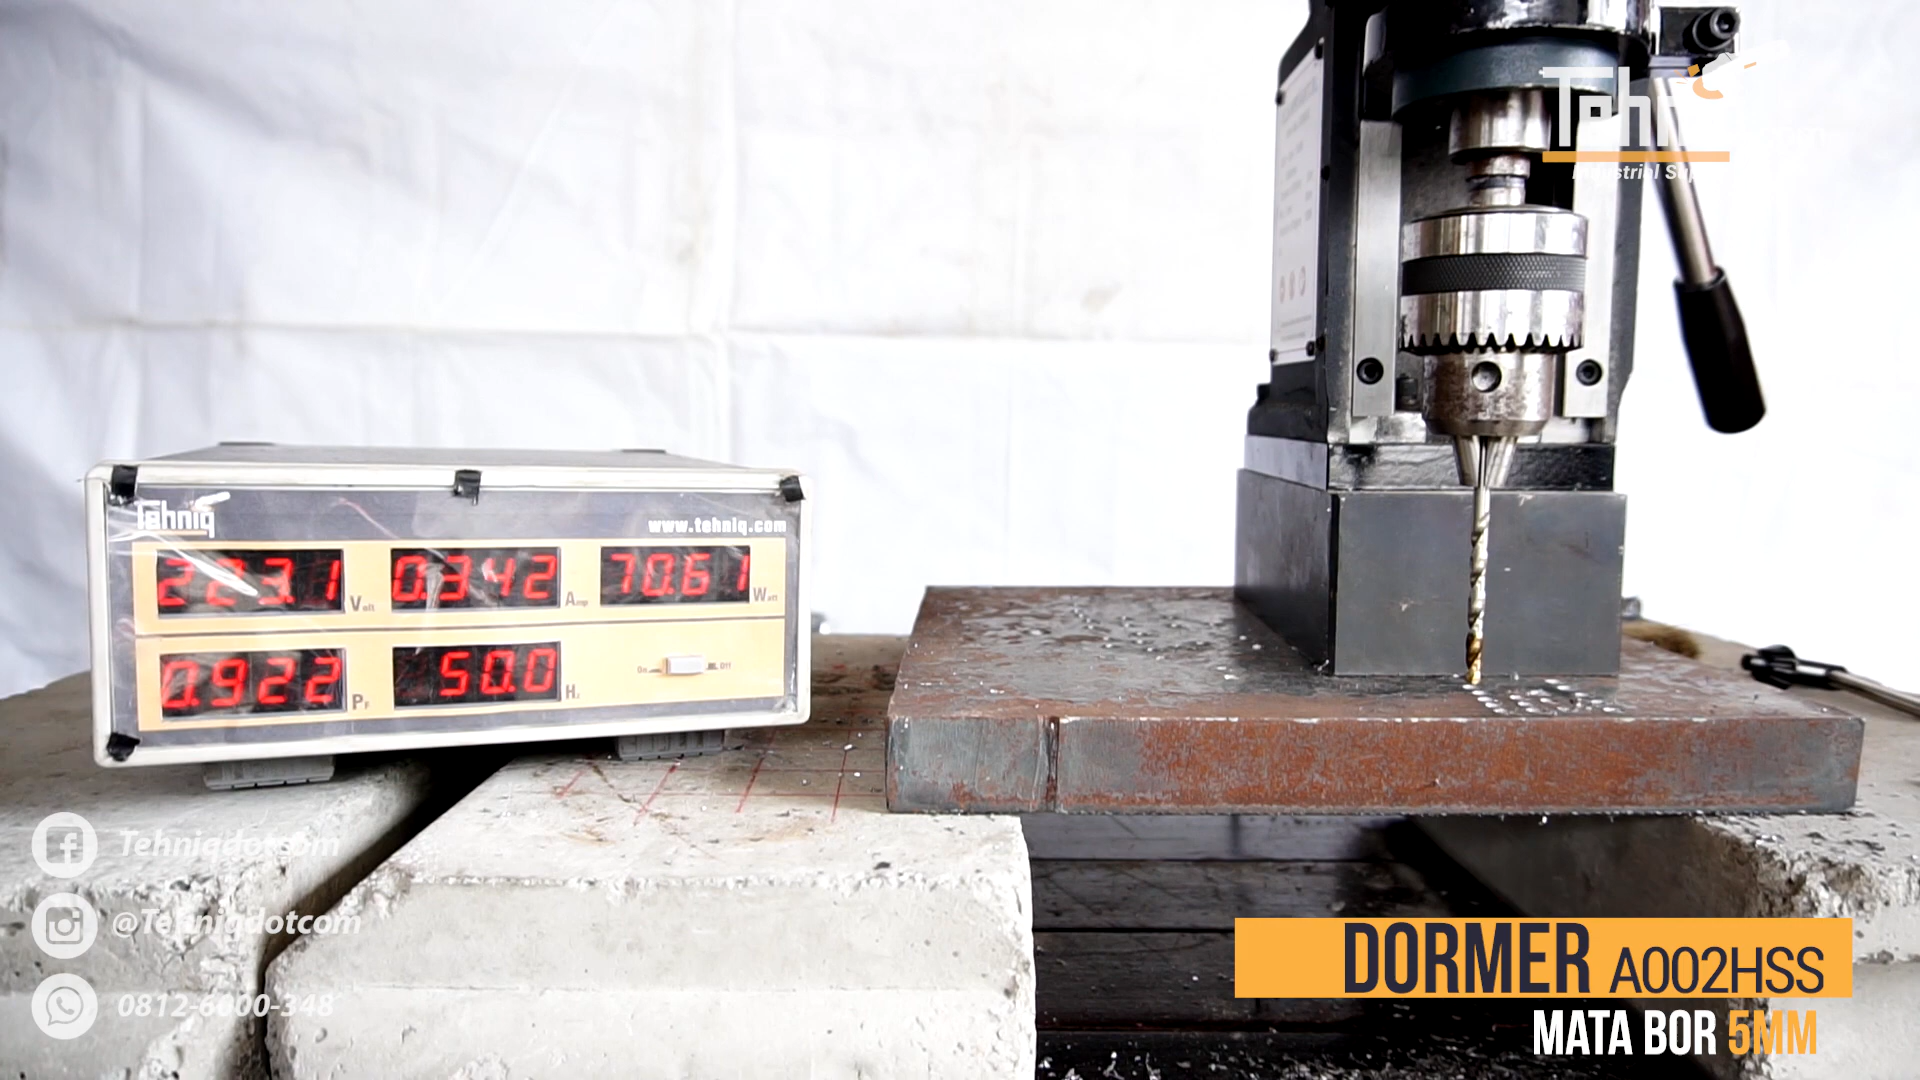 Tehniq
www.tehniq.com
223.1 Volt 0.342 Amp 70.61 Watt
0.922 PF 50.0 Hz
On Off
Tehniqdotcom
@Tehniqdotcom
0812-6000-348
DORMER A002HSS
MATA BOR 5MM